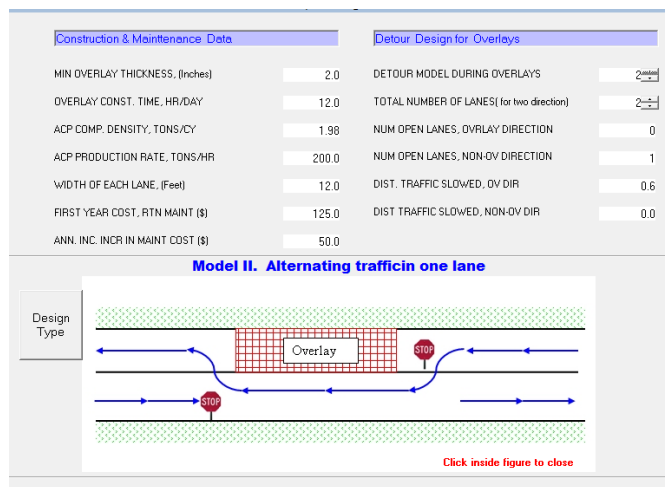 Construction & Mainttenance Data
MIN OVERLAY THICKNESS, (Inches) 2.0
OVERLAY CONST. TIME, HR/DAY 12.0
ACP COMP. DENSITY, TONS/CY 1.98
ACP PRODUCTION RATE, TONS/HR 200.0
WIDTH OF EACH LANE, (Feet) 12.0
FIRST YEAR COST, RTN MAINT ($) 125.0
ANN. INC. INCR IN MAINT COST ($) 50.0
Detour Design for Overlays
DETOUR MODEL DURING OVERLAYS 2
TOTAL NUMBER OF LANES( for two direction) 2
NUM OPEN LANES, OVRLAY DIRECTION 0
NUM OPEN LANES, NON-OV DIRECTION 1
DIST. TRAFFIC SLOWED, OV DIR 0.6
DIST TRAFFIC SLOWED, NON-OV DIR 0.0
Model II. Alternating trafficin one lane
Design
Type
Overlay
STOP
STOP
Click inside figure to close